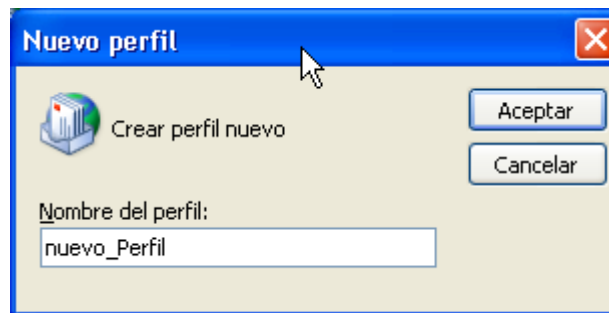 Nuevo perfil
Crear perfil nuevo
Aceptar
Cancelar
Nombre del perfil:
nuevo_Perfil